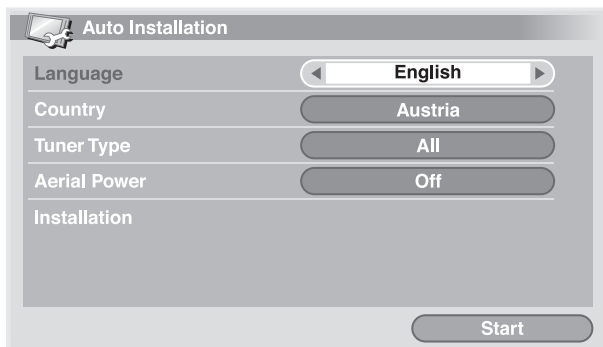 Auto Installation
Language English
Country Austria
Tuner Type All
Aerial Power Off
Installation
Start